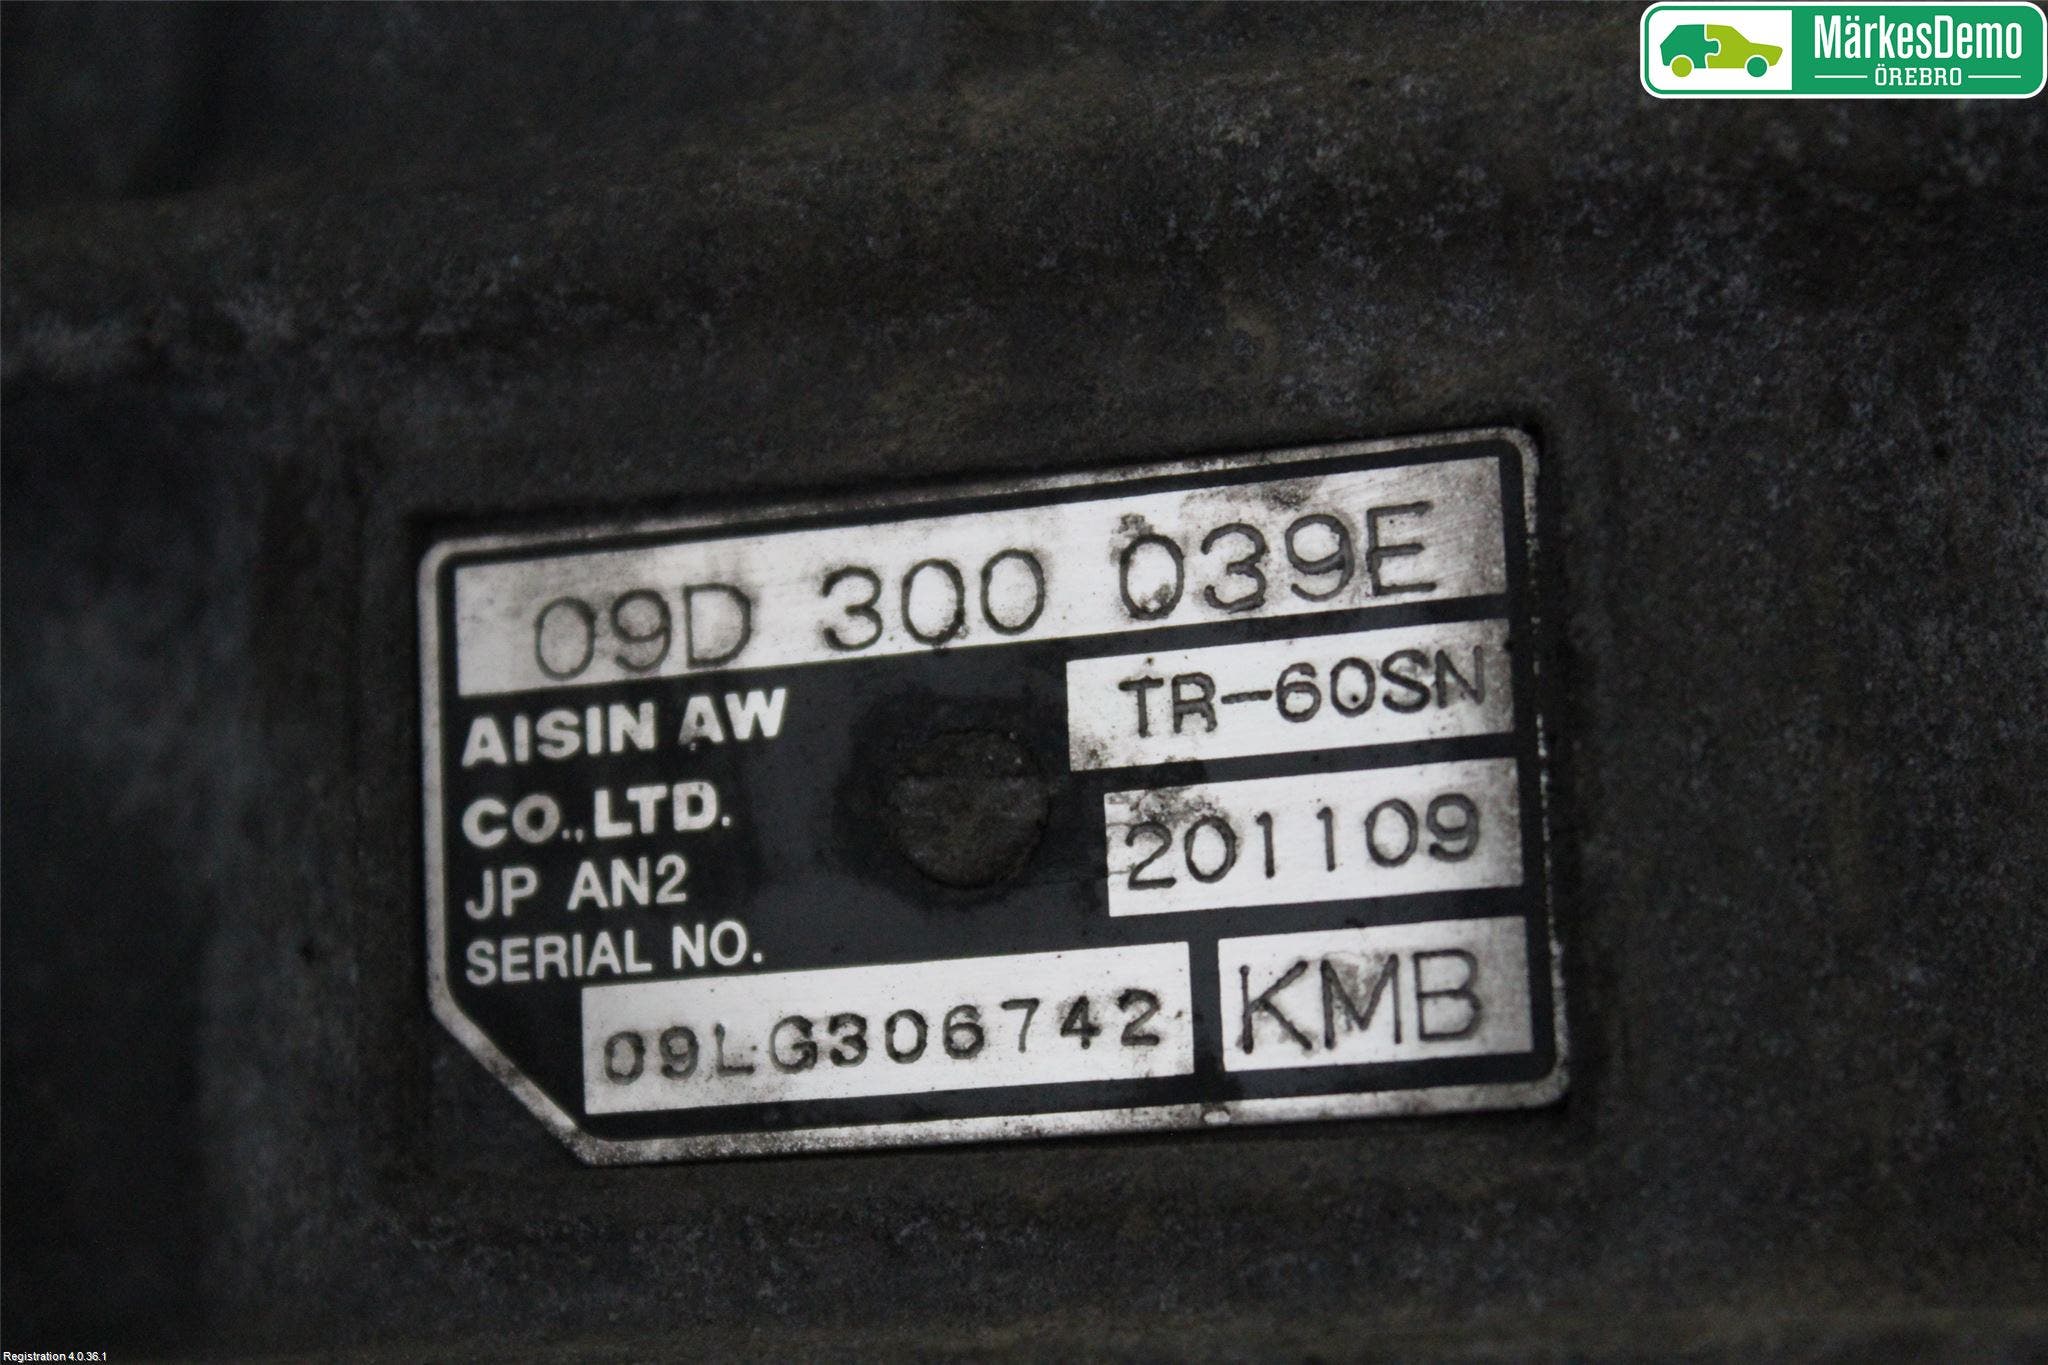 MärkesDemo
ÖREBRO
09D 300 039E
AISIN AW
TR-60SN
CO.,LTD.
201109
JP AN2
SERIAL NO.
09LG306742
KMB
Registration 4.0.36.1